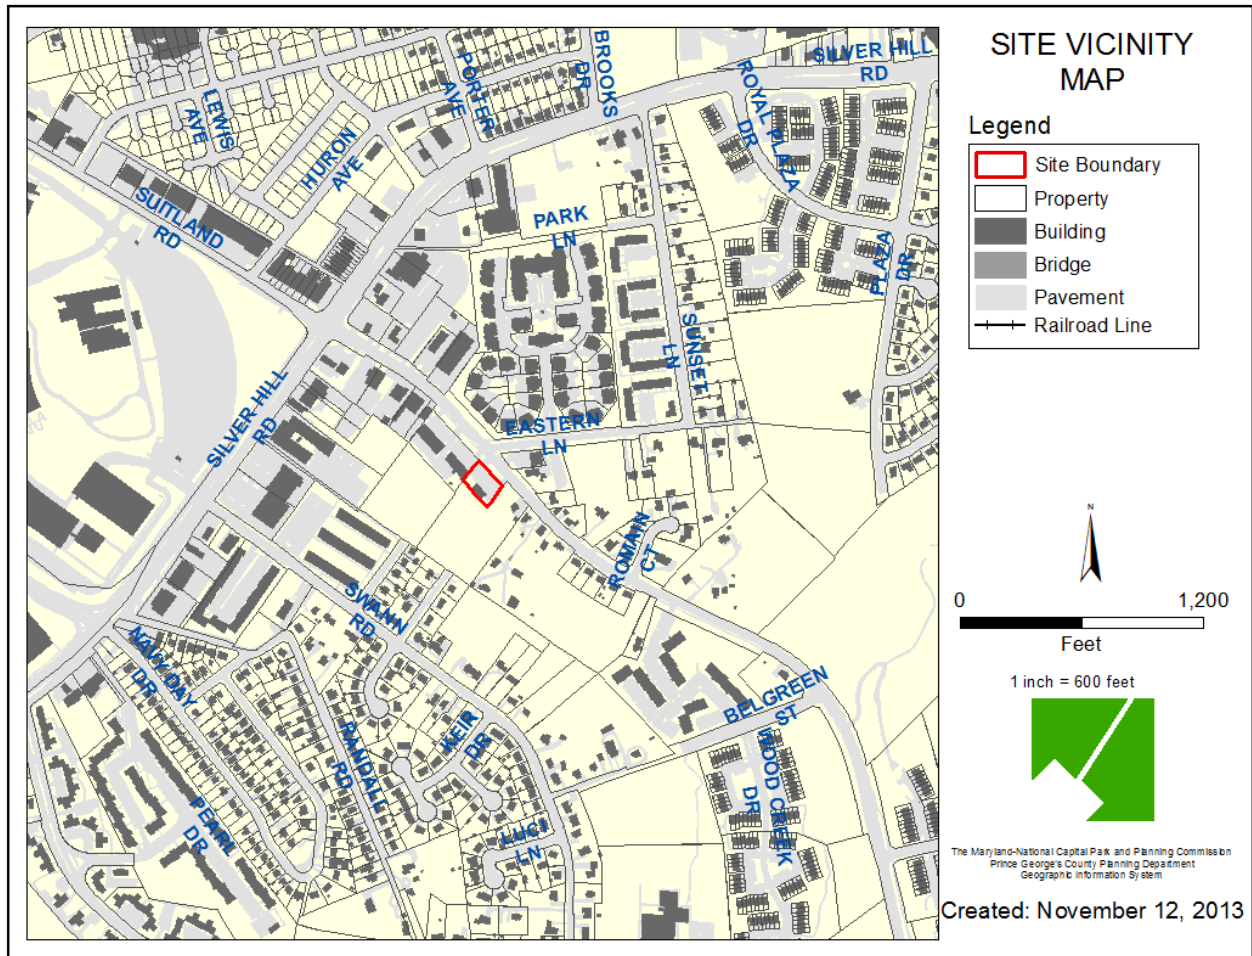 SITE VICINITY
MAP
Legend
Site Boundary
Property
Building
Bridge
Pavement
Railroad Line
N
0 1,200
Feet
1 inch = 600 feet
The Maryland-National Capital Park and Planning Commission
Prince George's County Planning Department
Geographic Information System
Created: November 12, 2013
SILVER HILL
RD
BROOKS
DR
PORTER
AVE
ROYAL PLAZA
DR
LEWIS
AVE
HURON
AVE
SUITLAND
RD
PARK
LN
PLAZA
DR
SUNSET
LN
SILVER HILL
RD
EASTERN
LN
ROMAIN
CT
SWANN
RD
NAVY DAY
DR
RANDALL
RD
KEIR
DR
BELGREEN
ST
WOOD CREEK
DR
PEARL
DR
LUCI
LN